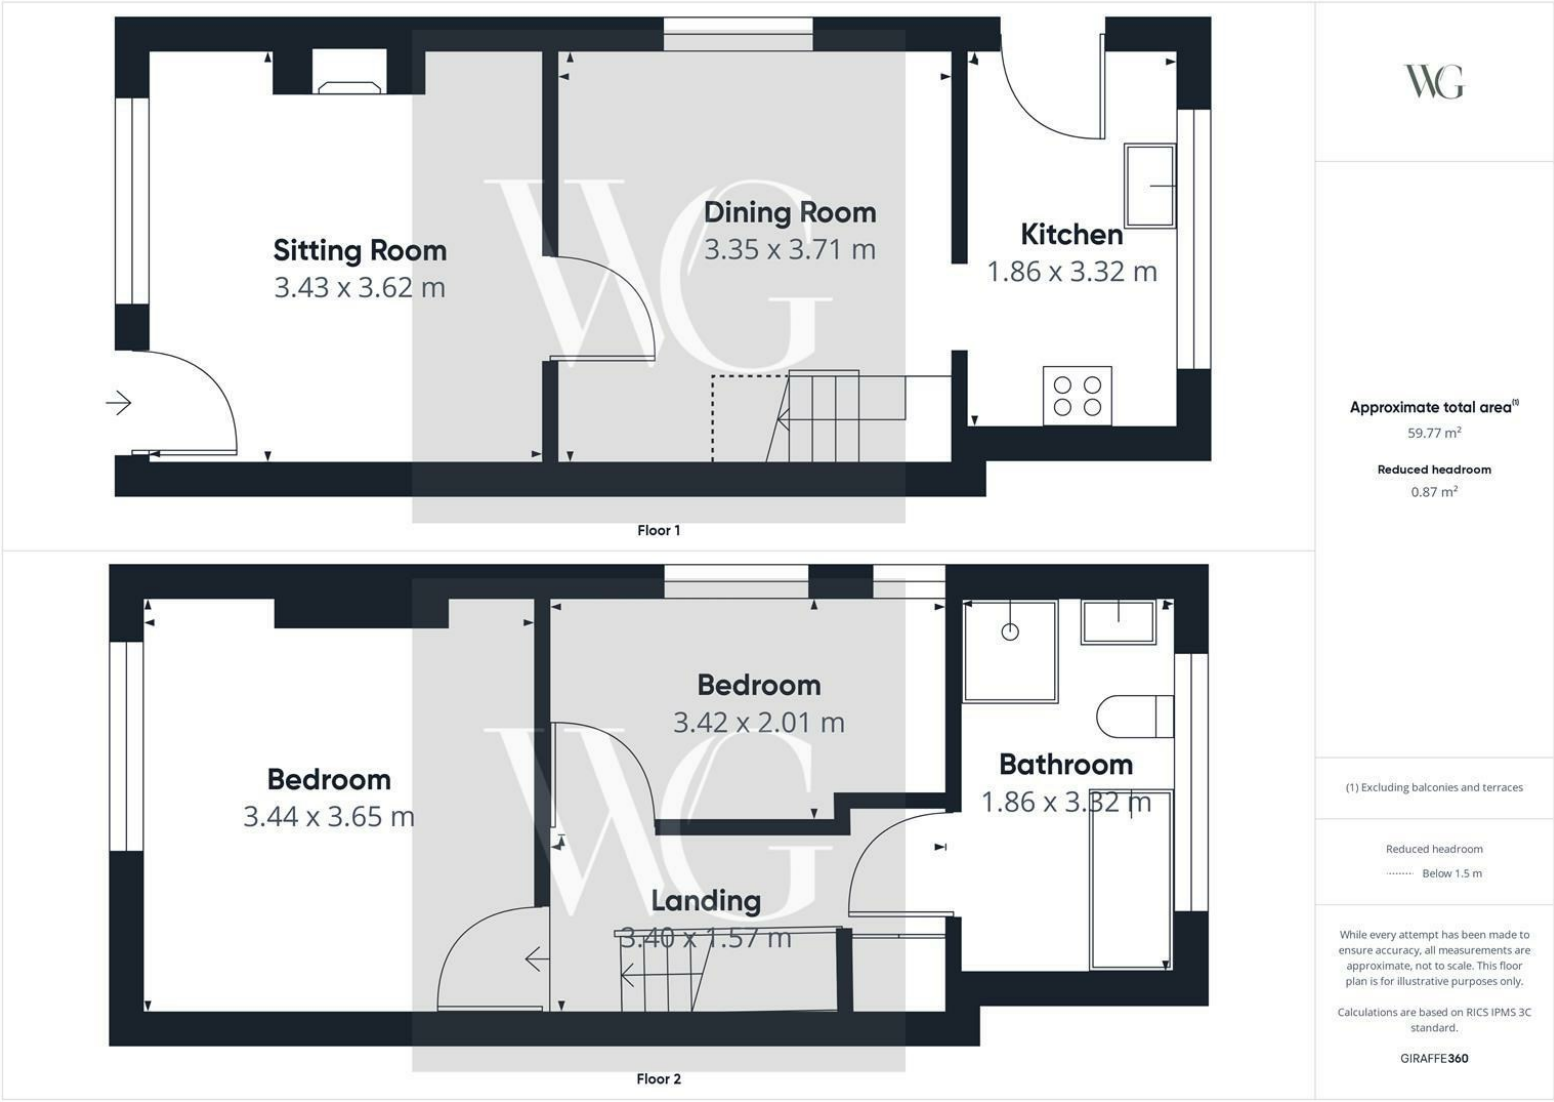 Sitting Room
3.43 x 3.62 m
Dining Room
3.35 x 3.71 m
Kitchen
1.86 x 3.32 m
WG
Floor 1
Bedroom
3.44 x 3.65 m
Bedroom
3.42 x 2.01 m
Bathroom
1.86 x 3.32 m
Landing
3.40 x 1.57 m
WG
Floor 2
WG
Approximate total area(1)
59.77 m²
Reduced headroom
0.87 m²
(1) Excluding balconies and terraces
Reduced headroom
Below 1.5 m
While every attempt has been made to
ensure accuracy, all measurements are
approximate, not to scale. This floor
plan is for illustrative purposes only.
Calculations are based on RICS IPMS 3C
standard.
GIRAFFE360